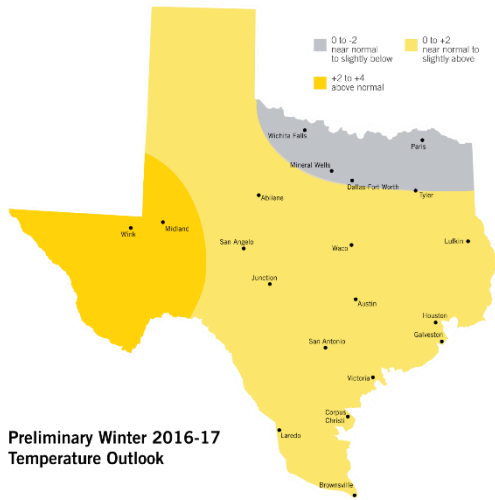 0 to -2
near normal
to slightly below
0 to +2
near normal to
slightly above
+2 to +4
above normal
Wichita Falls
Paris
Mineral Wells
Dallas-Fort Worth
Tyler
Abilene
Midland
Wink
San Angelo
Waco
Lufkin
Junction
Austin
Houston
Galveston
San Antonio
Victoria
Corpus
Christi
Laredo
Brownsville
Preliminary Winter 2016-17
Temperature Outlook